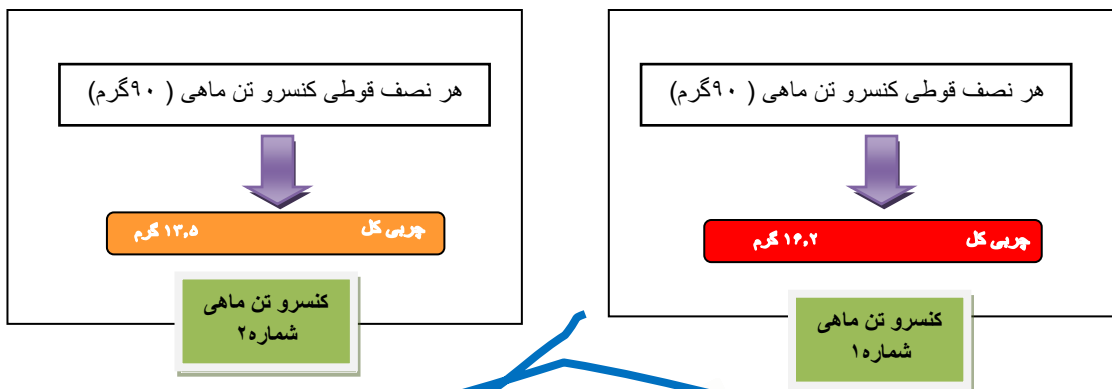 هر نصف قوطی کنسرو تن ماهی ( ۹۰گرم)
چربی کل ۱۶٫۲ گرم
کنسرو تن ماهی
شماره۱
هر نصف قوطی کنسرو تن ماهی ( ۹۰گرم)
چربی کل ۱۳٫۵ گرم
کنسرو تن ماهی
شماره۲